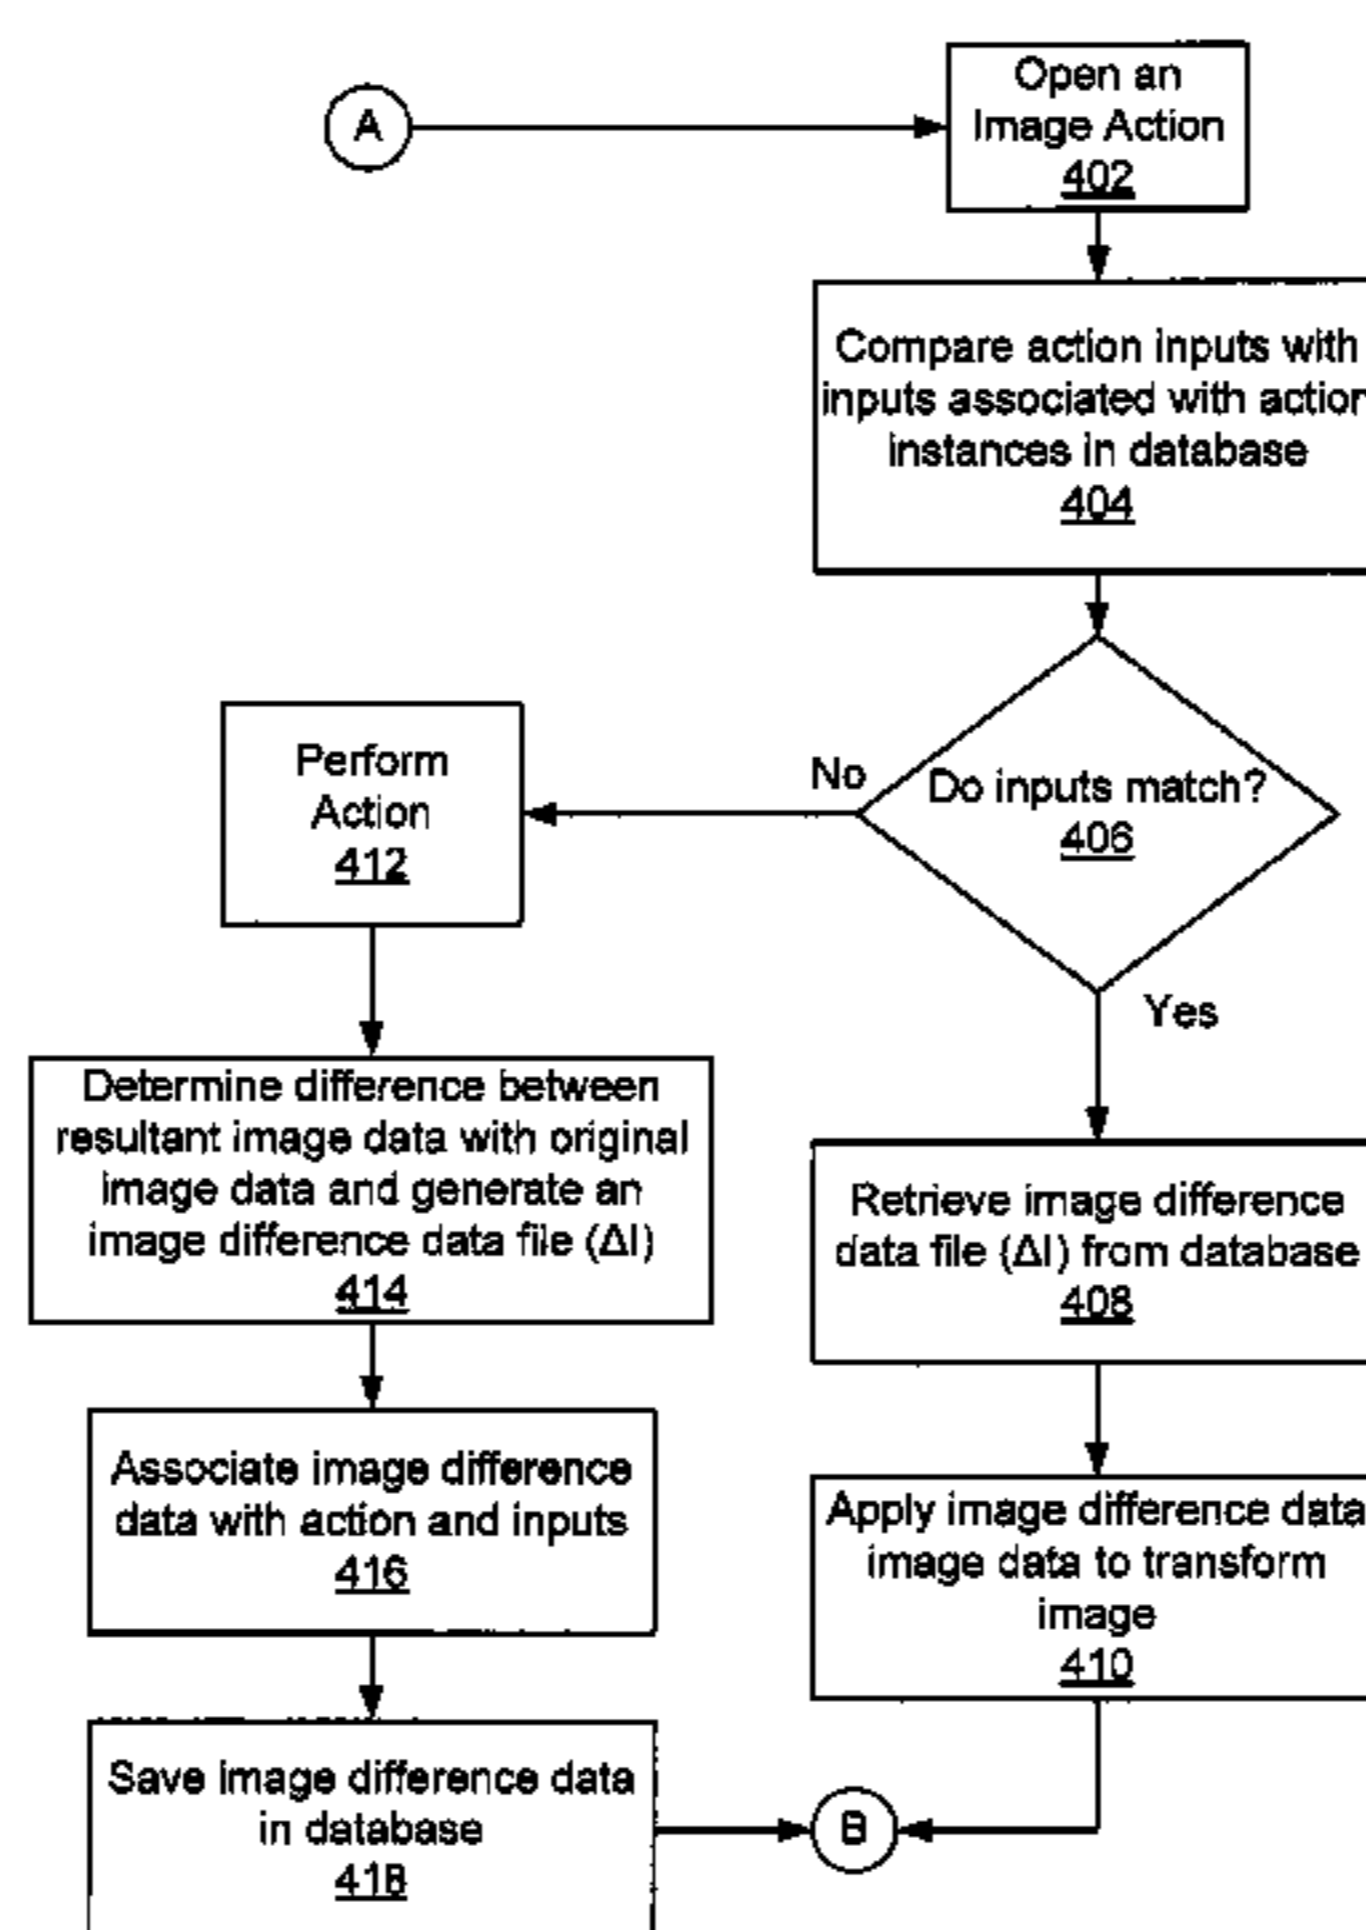 A
Open an
Image Action
402
Compare action inputs with
inputs associated with action
instances in database
404
Do inputs match?
406
No
Yes
Perform
Action
412
Determine difference between
resultant image data with original
image data and generate an
image difference data file (ΔI)
414
Associate image difference
data with action and inputs
416
Save image difference data
in database
418
Retrieve image difference
data file (ΔI) from database
408
Apply image difference data
image data to transform
image
410
B